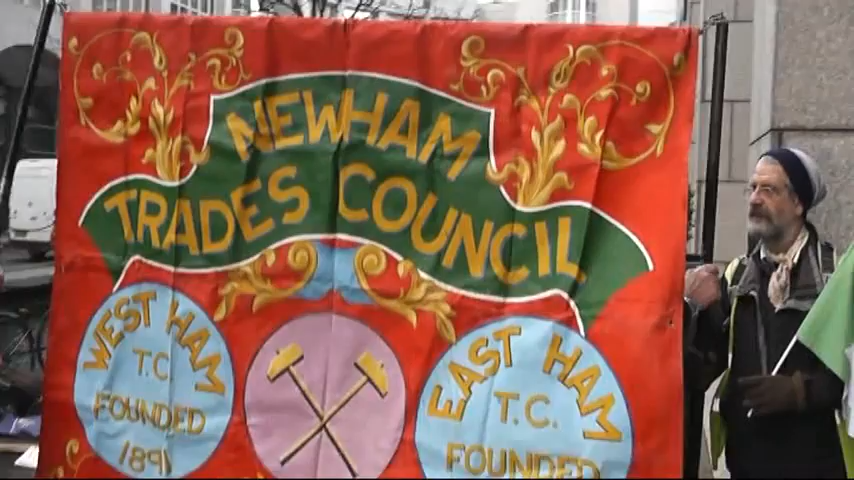 NEWHAM
TRADES COUNCIL
WEST HAM
T.C.
FOUNDED
1891
EAST HAM
T.C.
FOUNDED